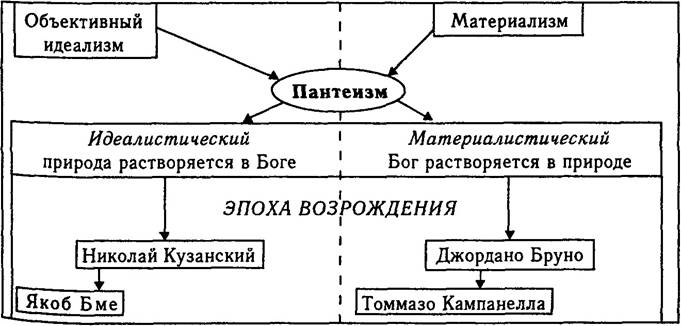 Объективный
идеализм
Материализм
Пантеизм
Идеалистический
природа растворяется в Боге
Материалистический
Бог растворяется в природе
ЭПОХА ВОЗРОЖДЕНИЯ
Николай Кузанский
Джордано Бруно
Якоб Бме
Томмазо Кампанелла